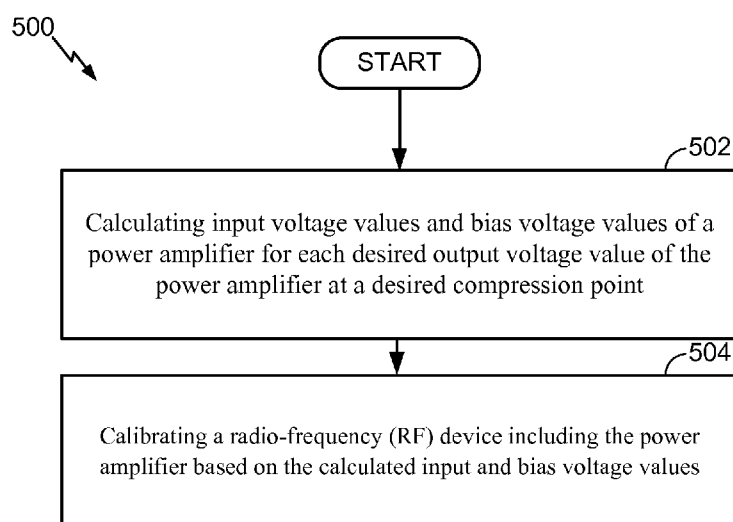 500
START
502
Calculating input voltage values and bias voltage values of a
power amplifier for each desired output voltage value of the
power amplifier at a desired compression point
504
Calibrating a radio-frequency (RF) device including the power
amplifier based on the calculated input and bias voltage values